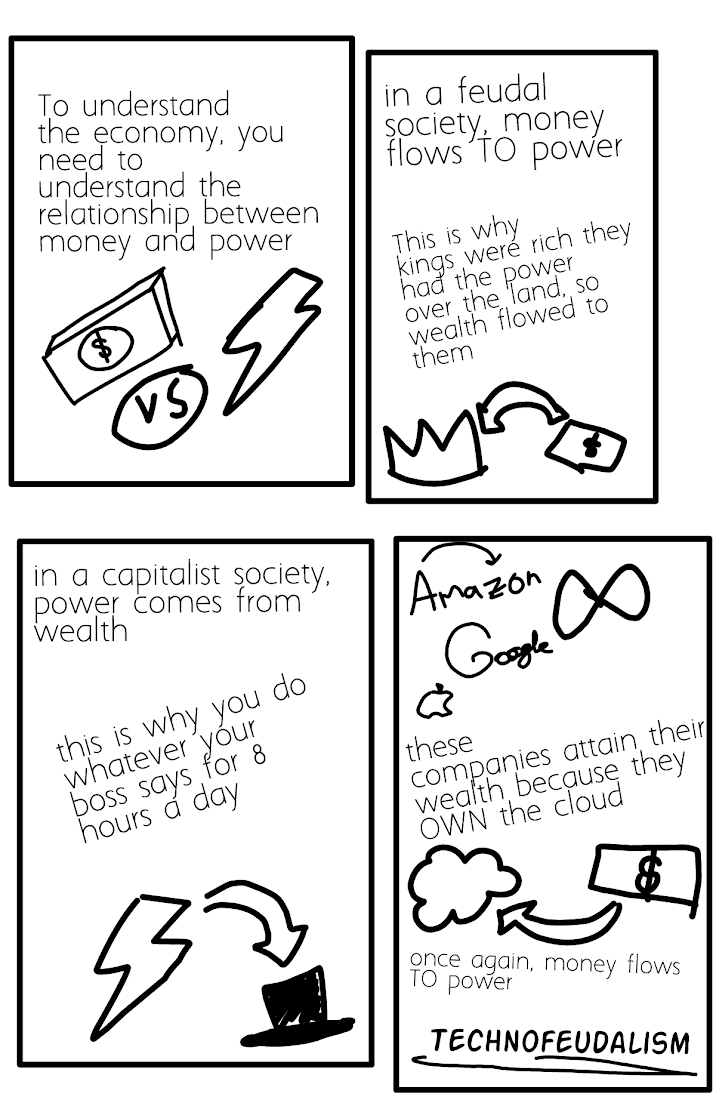 To understand
the economy, you
need to
understand the
relationship between
money and power
$
VS
in a feudal
society, money
flows TO power
This is why
kings were rich they
had the power
over the land, so
wealth flowed to
them
$
in a capitalist society,
power comes from
wealth
this is why you do
whatever your
boss says for 8
hours a day
Amazon
Google
these
companies attain their
wealth because they
OWN the cloud
$
once again, money flows
TO power
TECHNOFEUDALISM